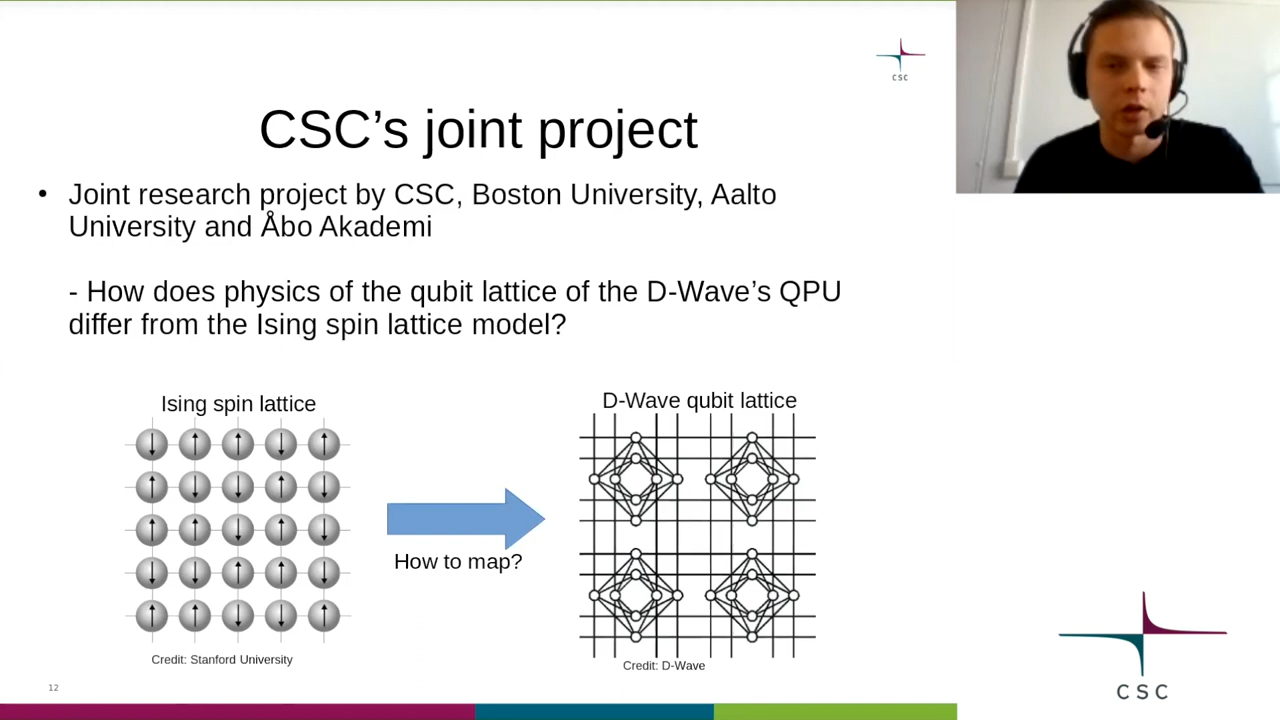 CSC
CSC’s joint project
• Joint research project by CSC, Boston University, Aalto
University and Åbo Akademi
- How does physics of the qubit lattice of the D-Wave’s QPU
differ from the Ising spin lattice model?
Ising spin lattice
D-Wave qubit lattice
How to map?
Credit: Stanford University
Credit: D-Wave
12
CSC